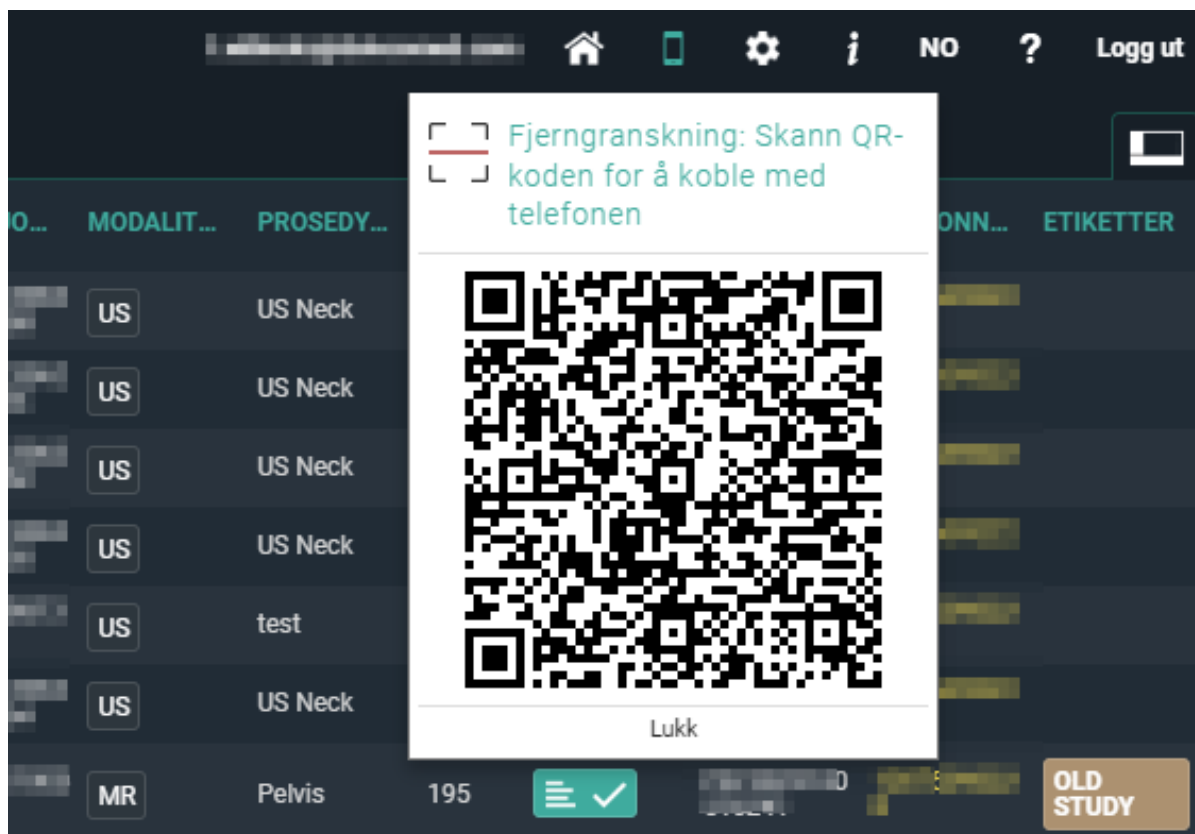 i NO ? Logg ut
Fjerngranskning: Skann QR-
koden for å koble med
telefonen
MODALIT... PROSEDY... ETIKETTER
US US Neck
US US Neck
US US Neck
US US Neck
US test
US US Neck
Lukk
MR Pelvis 195 OLD
STUDY